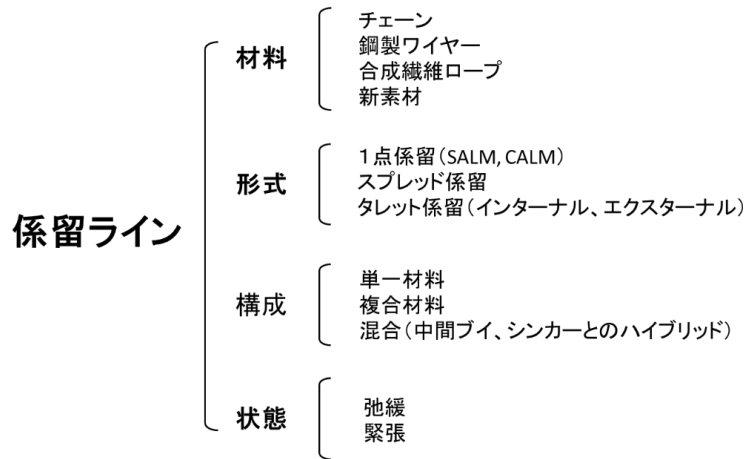 係留ライン
材料
チェーン
鋼製ワイヤー
合成繊維ロープ
新素材
形式
１点係留（SALM, CALM）
スプレッド係留
タレット係留（インターナル、エクスターナル）
構成
単一材料
複合材料
混合（中間ブイ、シンカーとのハイブリッド）
状態
弛緩
緊張